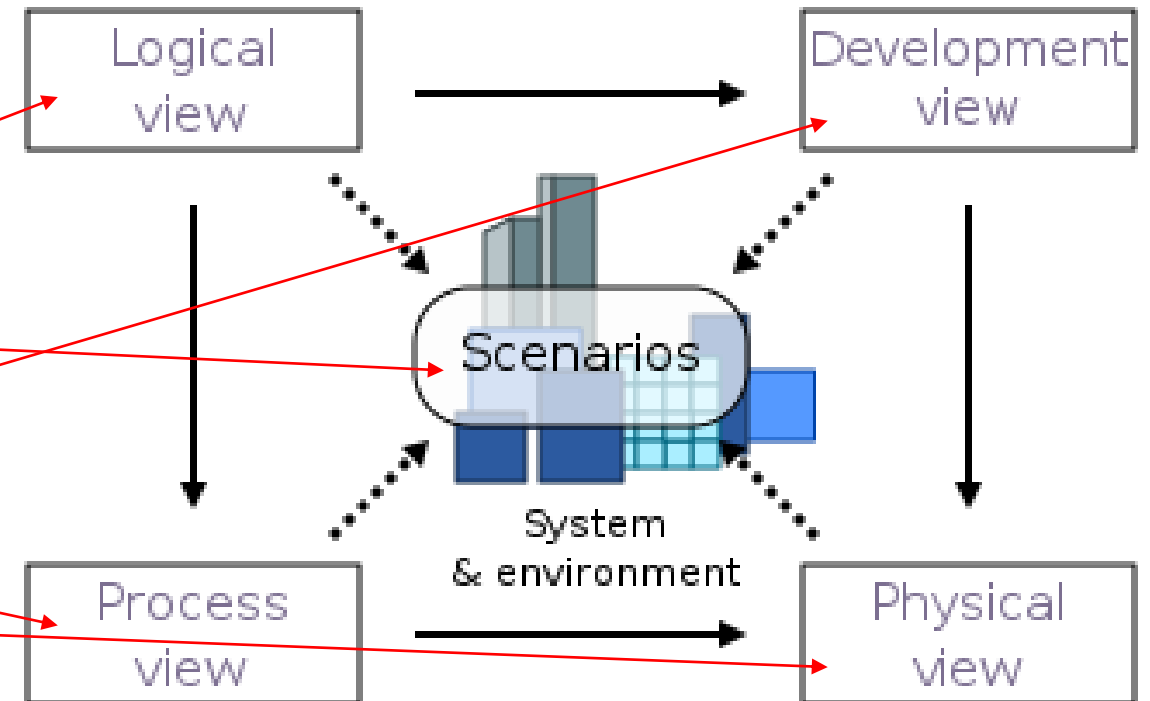 Logical
view
Development
view
Scenarios
System
& environment
Process
view
Physical
view